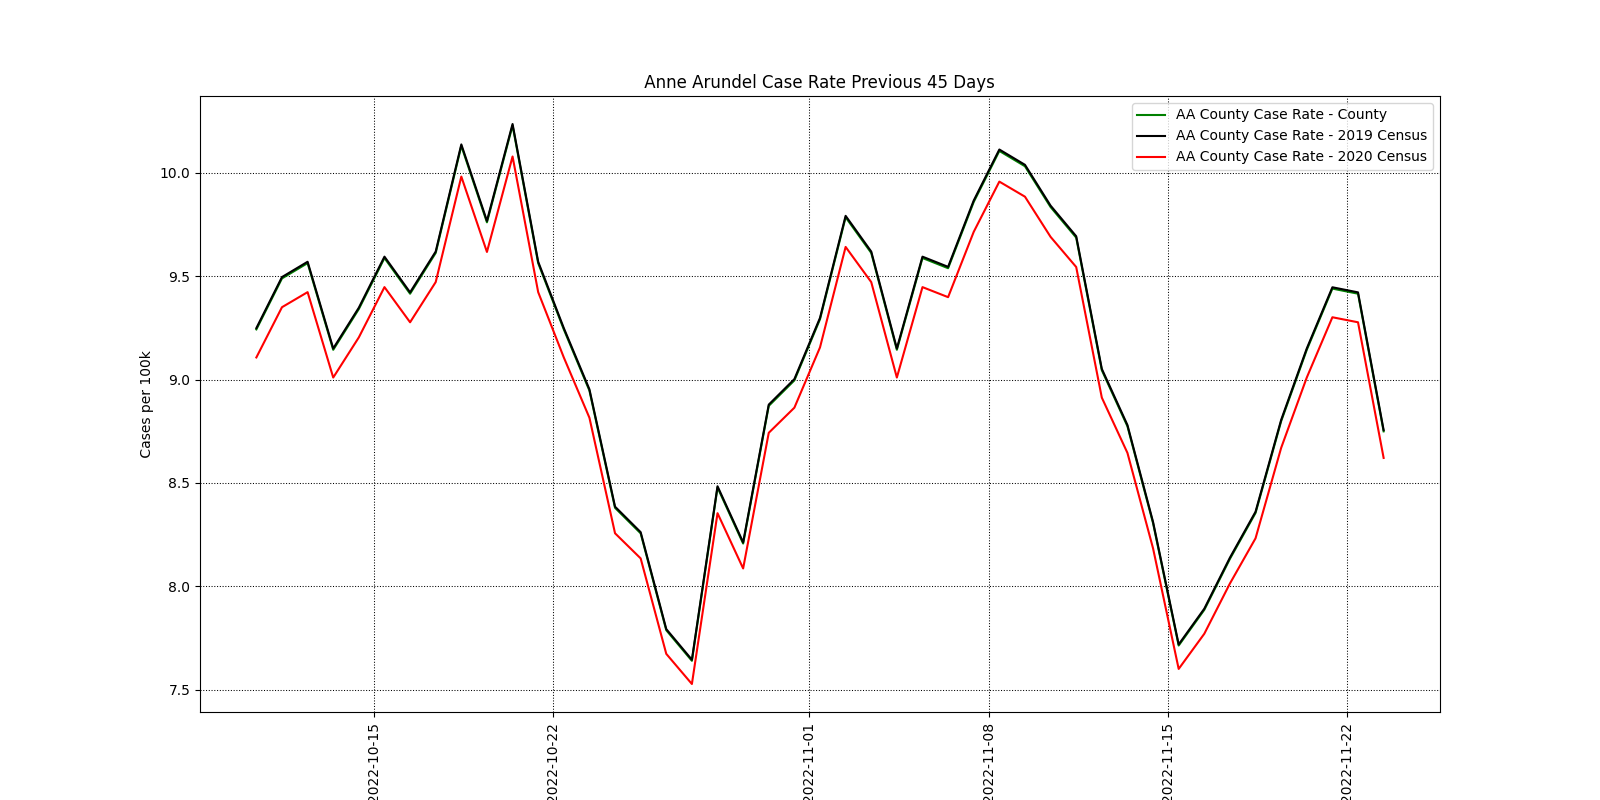 Anne Arundel Case Rate Previous 45 Days
AA County Case Rate - County
AA County Case Rate - 2019 Census
AA County Case Rate - 2020 Census
Cases per 100k
10.0
9.5
9.0
8.5
8.0
7.5
2022-10-15
2022-10-22
2022-11-01
2022-11-08
2022-11-15
2022-11-22